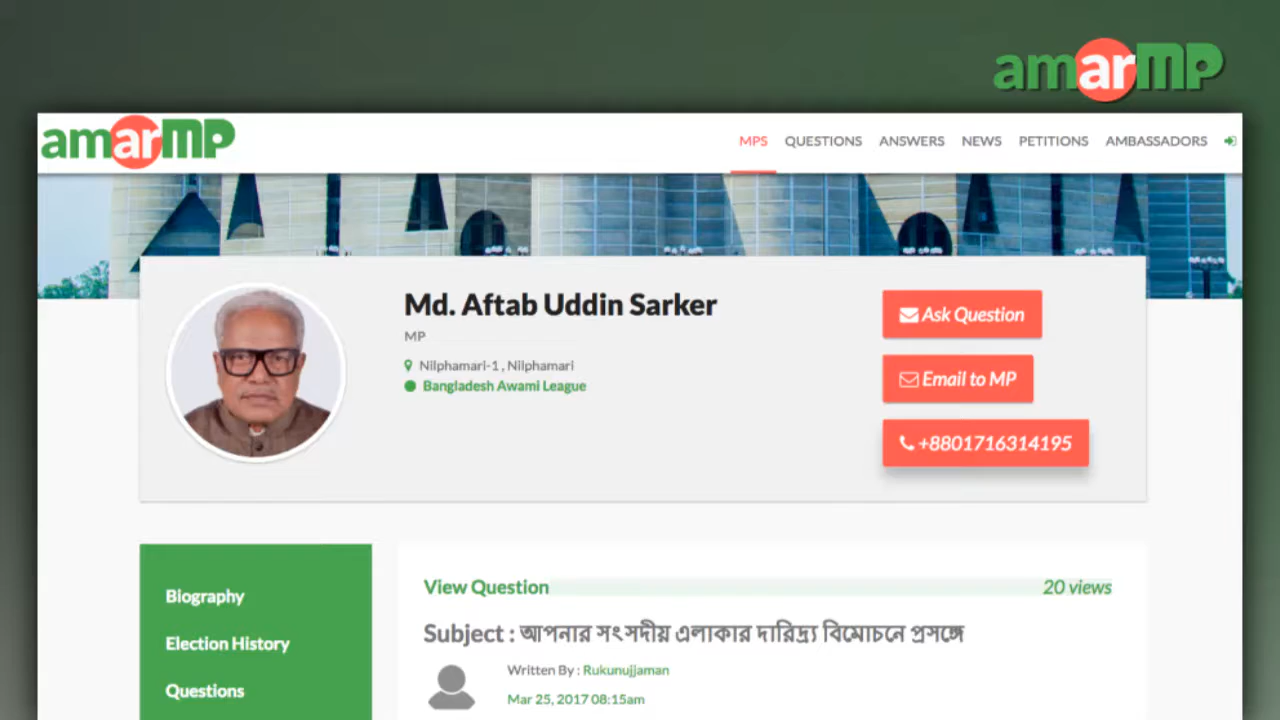 amarMP
amarMP
MPS QUESTIONS ANSWERS NEWS PETITIONS AMBASSADORS
Md. Aftab Uddin Sarker
MP
Nilphamari-1 , Nilphamari
Bangladesh Awami League
Ask Question
Email to MP
+8801716314195
Biography
Election History
Questions
View Question 20 views
Subject : আপনার সংসদীয় এলাকার দারিদ্র্য বিমোচনে প্রসঙ্গে
Written By : Rukunujjaman
Mar 25, 2017 08:15am